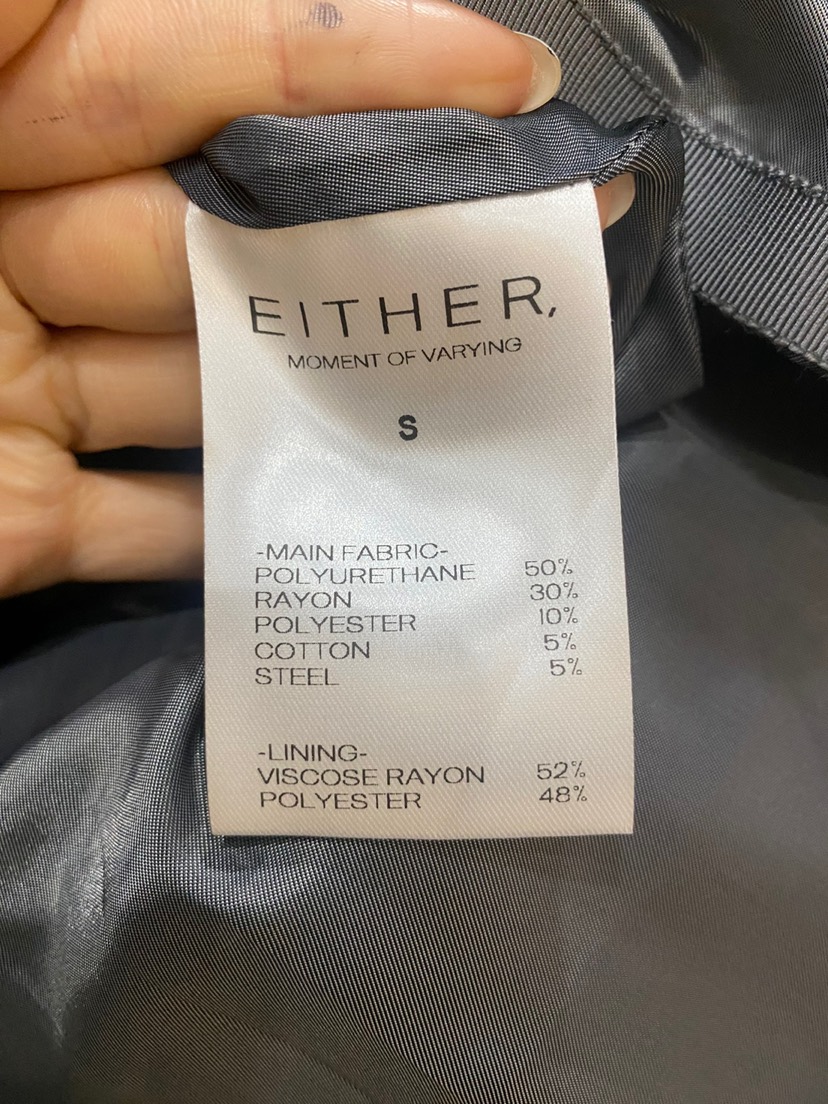 EITHER,
MOMENT OF VARYING
S
-MAIN FABRIC-
POLYURETHANE 50%
RAYON 30%
POLYESTER 10%
COTTON 5%
STEEL 5%
-LINING-
VISCOSE RAYON 52%
POLYESTER 48%